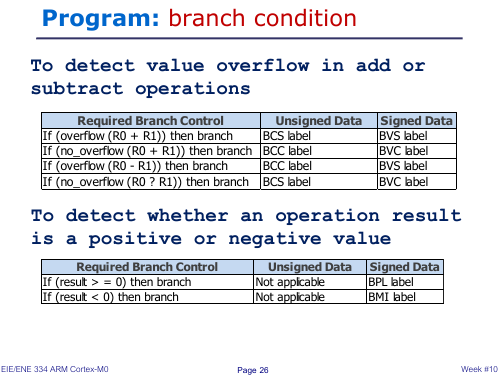 Program: branch condition
To detect value overflow in add or
subtract operations
Required Branch Control Unsigned Data Signed Data
If (overflow (R0 + R1)) then branch BCS label BVS label
If (no_overflow (R0 + R1)) then branch BCC label BVC label
If (overflow (R0 - R1)) then branch BCC label BVS label
If (no_overflow (R0 ? R1)) then branch BCS label BVC label
To detect whether an operation result
is a positive or negative value
Required Branch Control Unsigned Data Signed Data
If (result > = 0) then branch Not applicable BPL label
If (result < 0) then branch Not applicable BMI label
EIE/ENE 334 ARM Cortex-M0 Page 26 Week #10